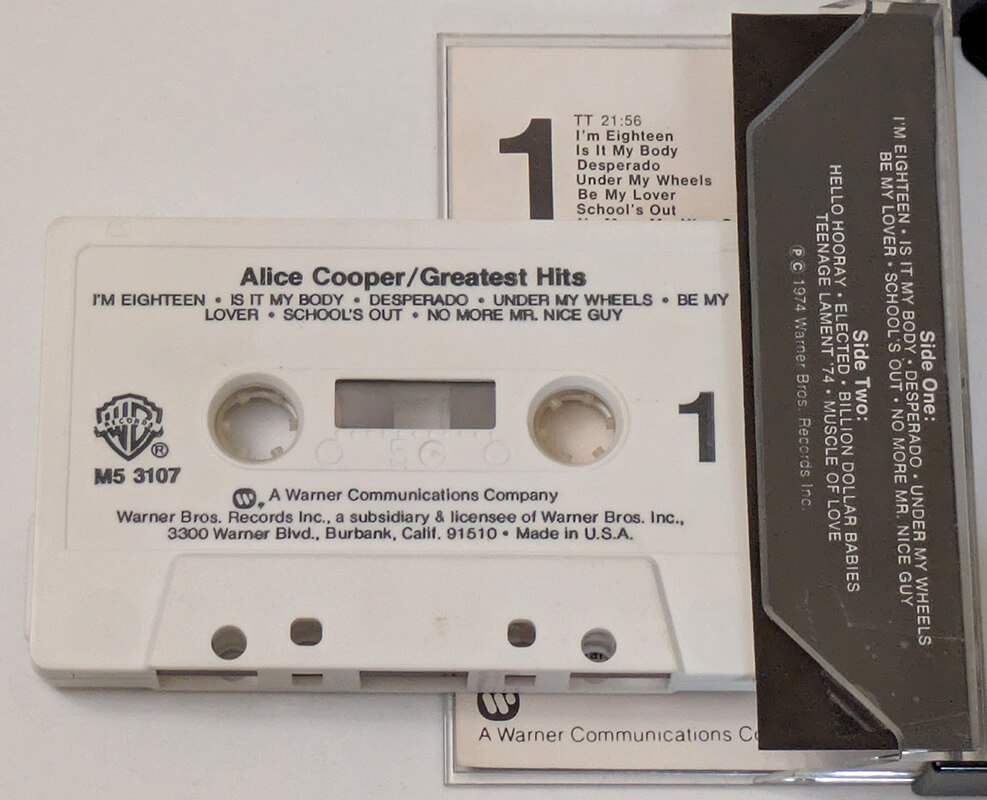 1
TT 21:56
I'm Eighteen
Is It My Body
Desperado
Under My Wheels
Be My Lover
School's Out
Alice Cooper/Greatest Hits
I'M EIGHTEEN • IS IT MY BODY • DESPERADO • UNDER MY WHEELS • BE MY
LOVER • SCHOOL'S OUT • NO MORE MR. NICE GUY
WB
RECORDS
®
M5 3107
1
A Warner Communications Company
Warner Bros. Records Inc., a subsidiary & licensee of Warner Bros. Inc.,
3300 Warner Blvd., Burbank, Calif. 91510 • Made in U.S.A.
A Warner Communications
Side One:
I'M EIGHTEEN • IS IT MY BODY • DESPERADO • UNDER MY WHEELS
BE MY LOVER • SCHOOL'S OUT • NO MORE MR. NICE GUY
Side Two:
HELLO HOORAY • ELECTED • BILLION DOLLAR BABIES
TEENAGE LAMENT '74 • MUSCLE OF LOVE
℗© 1974 Warner Bros. Records Inc.